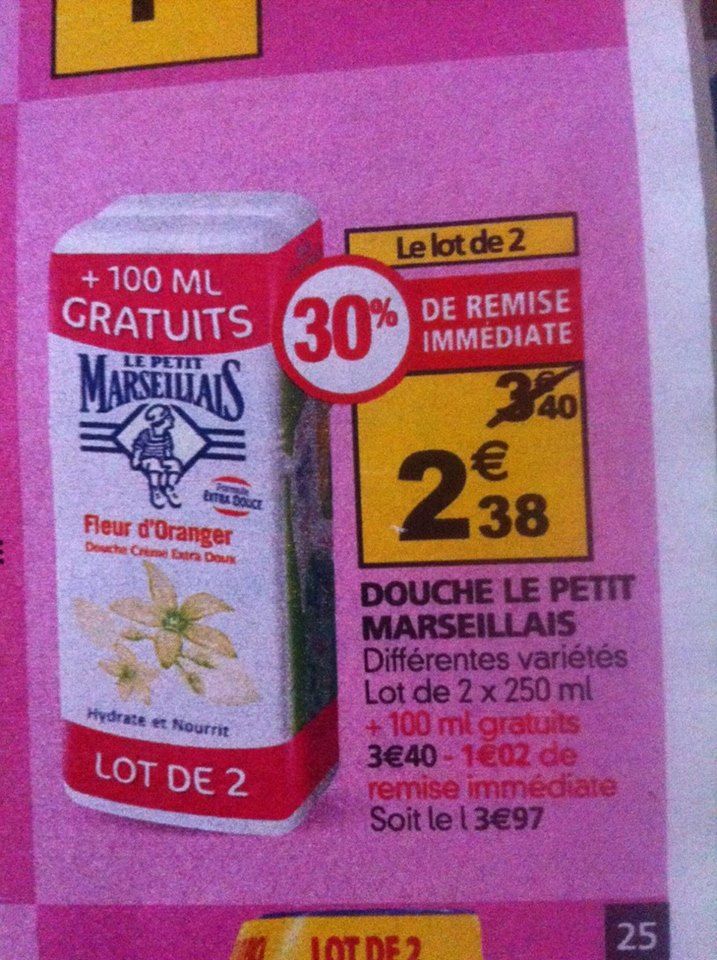 + 100 ML
GRATUITS
LE PETIT
MARSEILLAIS
Formule
EXTRA DOUCE
Fleur d'Oranger
Douche Crème Extra Doux
Hydrate et Nourrit
LOT DE 2
Le lot de 2
30%
DE REMISE
IMMÉDIATE
3€40
2€38
DOUCHE LE PETIT
MARSEILLAIS
Différentes variétés
Lot de 2 x 250 ml
+ 100 ml gratuits
3€40 - 1€02 de
remise immédiate
Soit le l 3€97
LOT DE 2
25